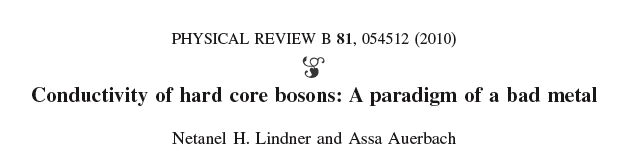 PHYSICAL REVIEW B 81, 054512 (2010)
Conductivity of hard core bosons: A paradigm of a bad metal
Netanel H. Lindner and Assa Auerbach